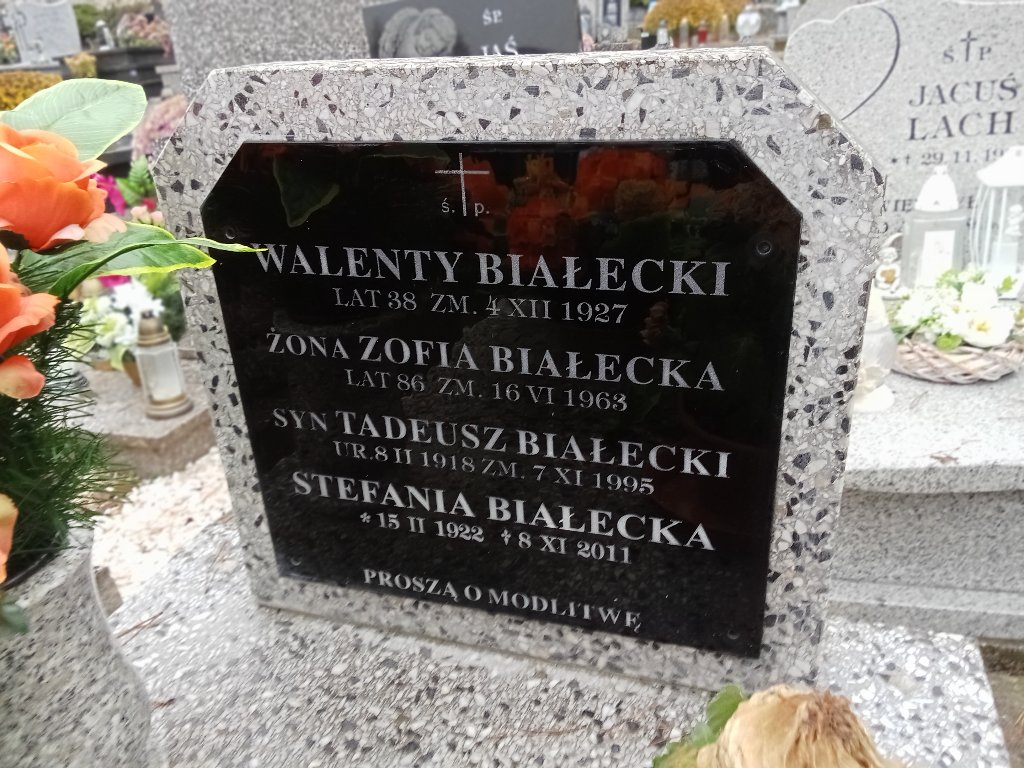 ś. p.
WALENTY BIAŁECKI
LAT 38 ZM. 4 XII 1927
ŻONA ZOFIA BIAŁECKA
LAT 86 ZM. 16 VI 1963
SYN TADEUSZ BIAŁECKI
UR. 8 II 1918 ZM. 7 XI 1995
STEFANIA BIAŁECKA
* 15 II 1922 ✝ 8 XI 2011
PROSZĄ O MODLITWĘ
ŚP.
JAŚ
Ś P
JACUŚ
LACH
* ✝ 29.11.